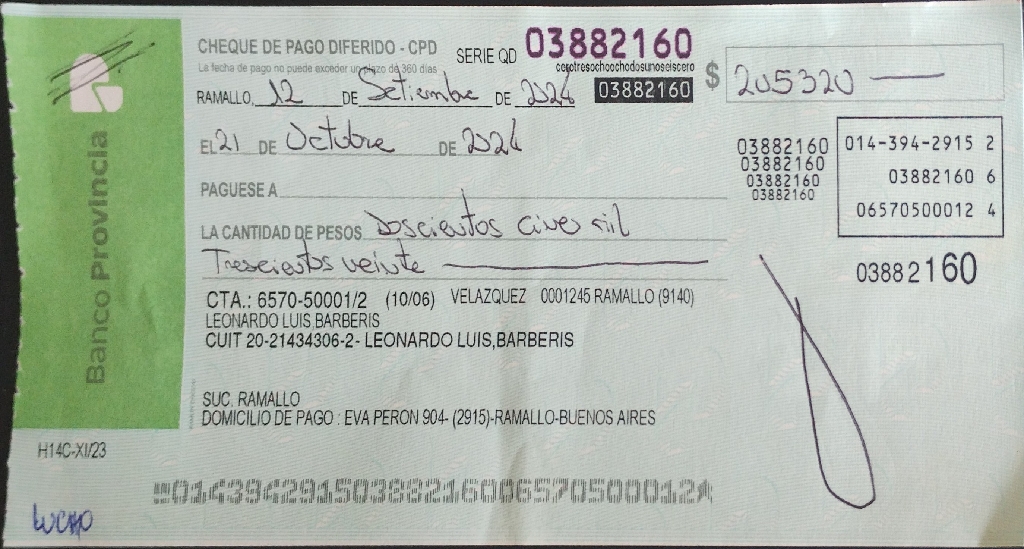 Banco Provincia
CHEQUE DE PAGO DIFERIDO - CPD SERIE QD 03882160
La fecha de pago no puede exceder un plazo de 360 días
cerotresochoochodosunoseiscero
03882160
$ 205320
RAMALLO, 12 DE Setiembre DE 2024
EL 21 DE Octubre DE 2024
PAGUESE A
LA CANTIDAD DE PESOS Doscientos cinco mil
Trescientos veinte
03882160
03882160
03882160
03882160
014-394-2915 2
03882160 6
06570500012 4
03882160
CTA.: 6570-50001/2 (10/06) VELAZQUEZ 0001245 RAMALLO (9140)
LEONARDO LUIS,BARBERIS
CUIT 20-21434306-2- LEONARDO LUIS,BARBERIS
SUC. RAMALLO
DOMICILIO DE PAGO : EVA PERON 904- (2915)-RAMALLO-BUENOS AIRES
H14C-XI/23
01439429150388216006570500012
LUCHO